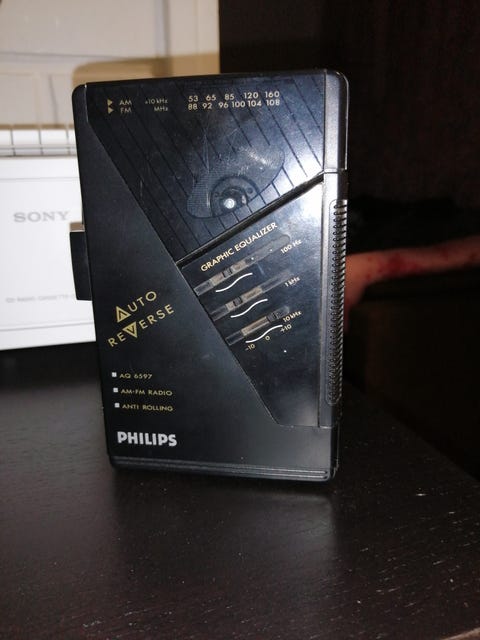 AM ×10 kHz 53 65 85 120 160
FM MHz 88 92 96 100 104 108
SONY
GRAPHIC EQUALIZER
100 Hz
1 kHz
10 kHz
-10 0 +10
AUTO
REVERSE
AQ 6597
AM-FM RADIO
ANTI ROLLING
PHILIPS